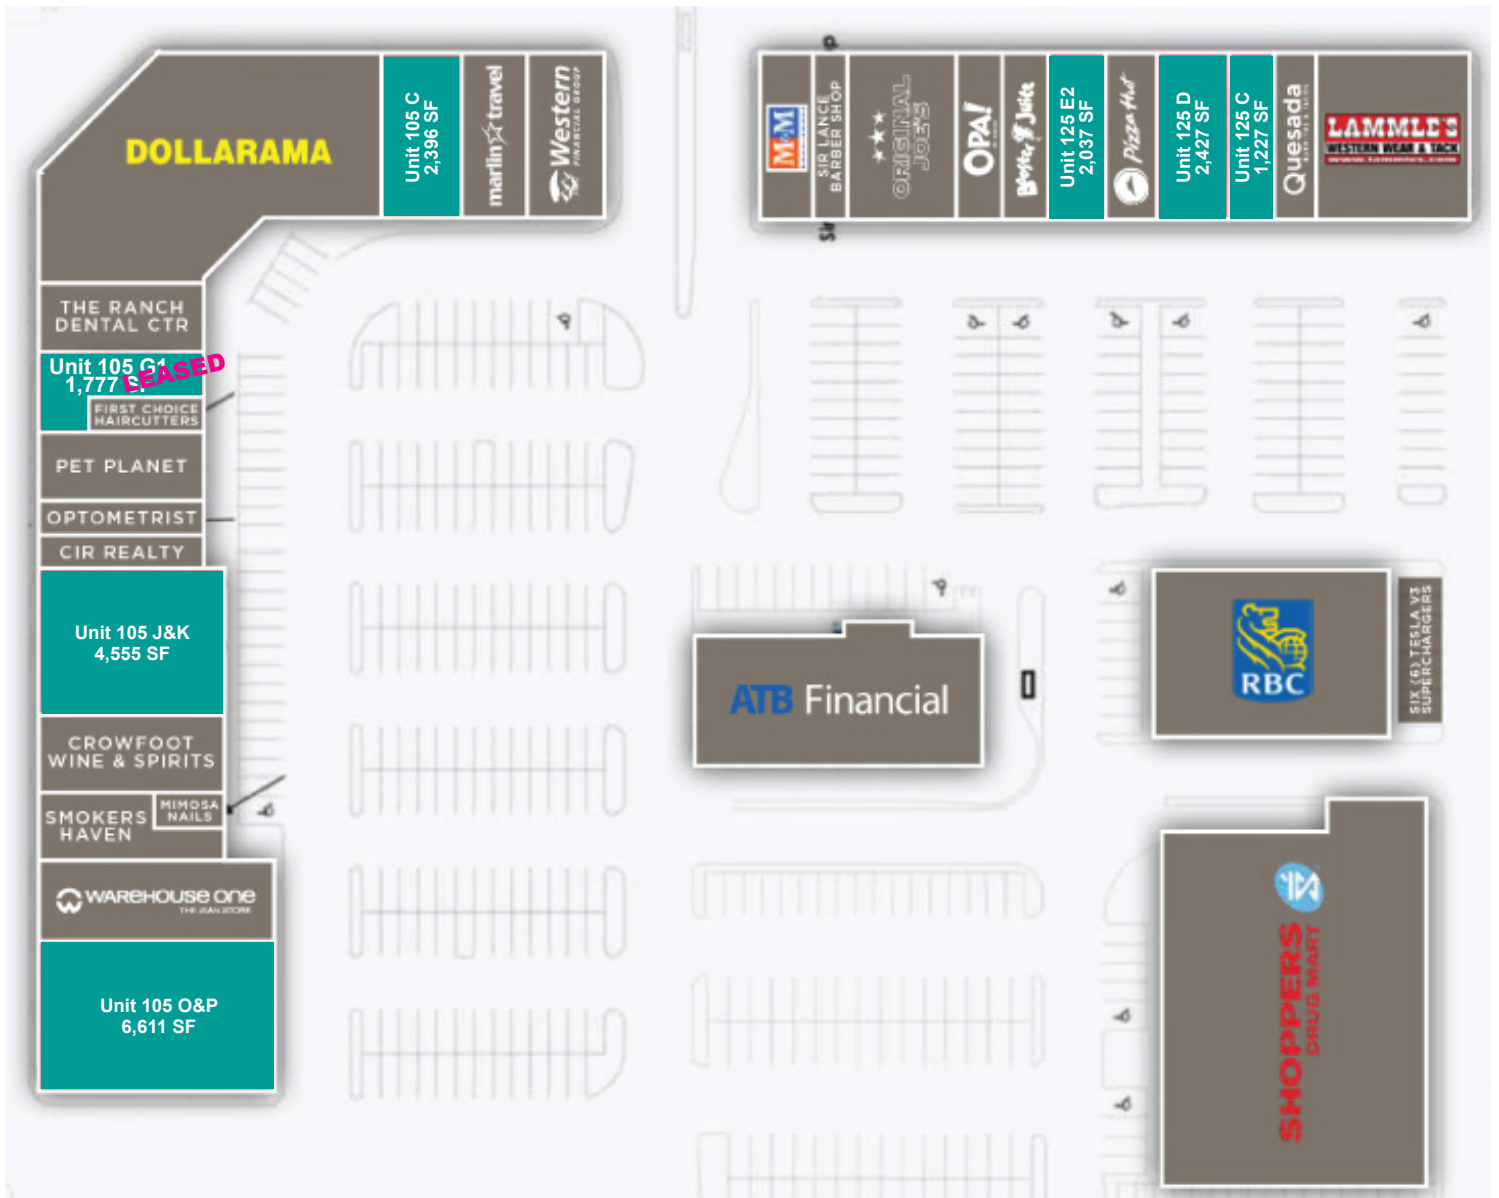 DOLLARAMA
Unit 105 C
2,396 SF
marlin travel
Western
FINANCIAL GROUP
THE RANCH
DENTAL CTR
Unit 105 G1
1,777 SF
LEASED
FIRST CHOICE
HAIRCUTTERS
PET PLANET
OPTOMETRIST
CIR REALTY
Unit 105 J&K
4,555 SF
CROWFOOT
WINE & SPIRITS
SMOKERS
HAVEN
MIMOSA
NAILS
WAREHOUSE ONE
THE JEAN STORE
Unit 105 O&P
6,611 SF
M&M
SIR LANCE
BARBER SHOP
Sir
p
ORIGINAL
JOE'S
OPA!
Booster Juice
Unit 125 E2
2,037 SF
Pizza Hut
Unit 125 D
2,427 SF
Unit 125 C
1,227 SF
Quesada
LAMMLE'S
WESTERN WEAR & TACK
ATB Financial
RBC
SIX (6) TESLA V3
SUPERCHARGERS
SHOPPERS
DRUG MART